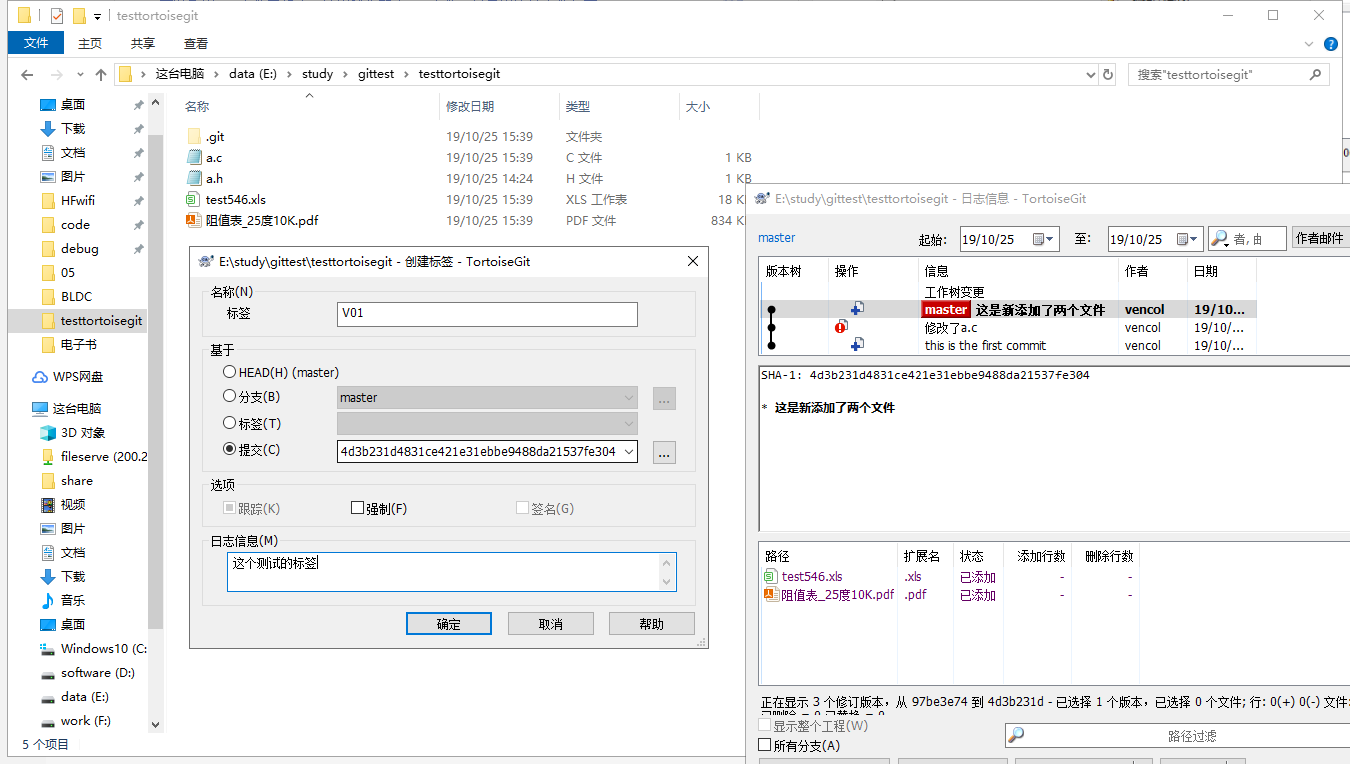 testtortoisegit
文件 主页 共享 查看
这台电脑 › data (E:) › study › gittest › testtortoisegit
搜索"testtortoisegit"
名称 修改日期 类型 大小
.git 19/10/25 15:39 文件夹
a.c 19/10/25 15:39 C 文件 1 KB
a.h 19/10/25 14:24 H 文件 1 KB
test546.xls 19/10/25 15:39 XLS 工作表 18 K
阻值表_25度10K.pdf 19/10/25 15:39 PDF 文件 834 K
桌面
下载
文档
图片
HFwifi
code
debug
05
BLDC
testtortoisegit
电子书
WPS网盘
这台电脑
3D 对象
fileserve (200.2
share
视频
图片
文档
下载
音乐
桌面
Windows10 (C:
software (D:)
data (E:)
work (F:)
5 个项目
E:\study\gittest\testtortoisegit - 创建标签 - TortoiseGit
名称(N)
标签 V01
基于
HEAD(H) (master)
分支(B) master ...
标签(T)
提交(C) 4d3b231d4831ce421e31ebbe9488da21537fe304 ...
选项
跟踪(K) 强制(F) 签名(G)
日志信息(M)
这个测试的标签
确定 取消 帮助
E:\study\gittest\testtortoisegit - 日志信息 - TortoiseGit
master 起始: 19/10/25 至: 19/10/25 者, 由 作者邮件
版本树 操作 信息 作者 日期
工作树变更
master 这是新添加了两个文件 vencol 19/10...
修改了a.c vencol 19/10/...
this is the first commit vencol 19/10/...
SHA-1: 4d3b231d4831ce421e31ebbe9488da21537fe304
* 这是新添加了两个文件
路径 扩展名 状态 添加行数 删除行数
test546.xls .xls 已添加 - -
阻值表_25度10K.pdf .pdf 已添加 - -
正在显示 3 个修订版本，从 97be3e74 到 4d3b231d - 已选择 1 个版本，已选择 0 个文件; 行: 0(+) 0(-) 文件:
显示整个工程(W)
所有分支(A) 路径过滤